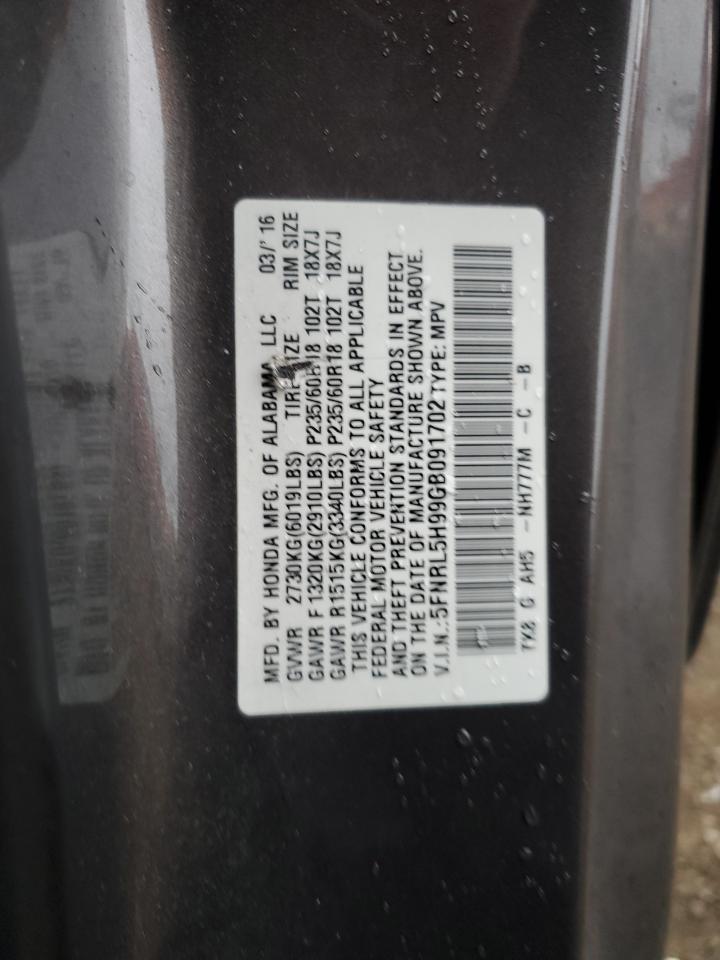 MFD. BY HONDA MFG. OF ALABAMA, LLC 03/' 16
GVWR 2730KG(6019LBS) TIRE SIZE RIM SIZE
GAWR F 1320KG(2910LBS) P235/60R18 102T 18X7J
GAWR R 1515KG(3340LBS) P235/60R18 102T 18X7J
THIS VEHICLE CONFORMS TO ALL APPLICABLE
FEDERAL MOTOR VEHICLE SAFETY
AND THEFT PREVENTION STANDARDS IN EFFECT
ON THE DATE OF MANUFACTURE SHOWN ABOVE.
V.I.N.:5FNRL5H99GB091702 TYPE: MPV
TK8 G AH5 -NH777M -C -B